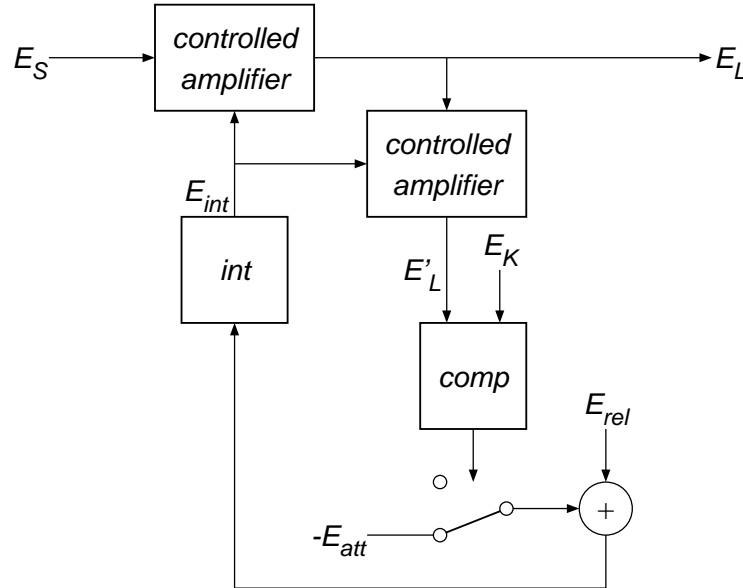 controlled
amplifier
E_S
E_L
controlled
amplifier
E_int
int
E'_L
E_K
comp
E_rel
-E_att
+